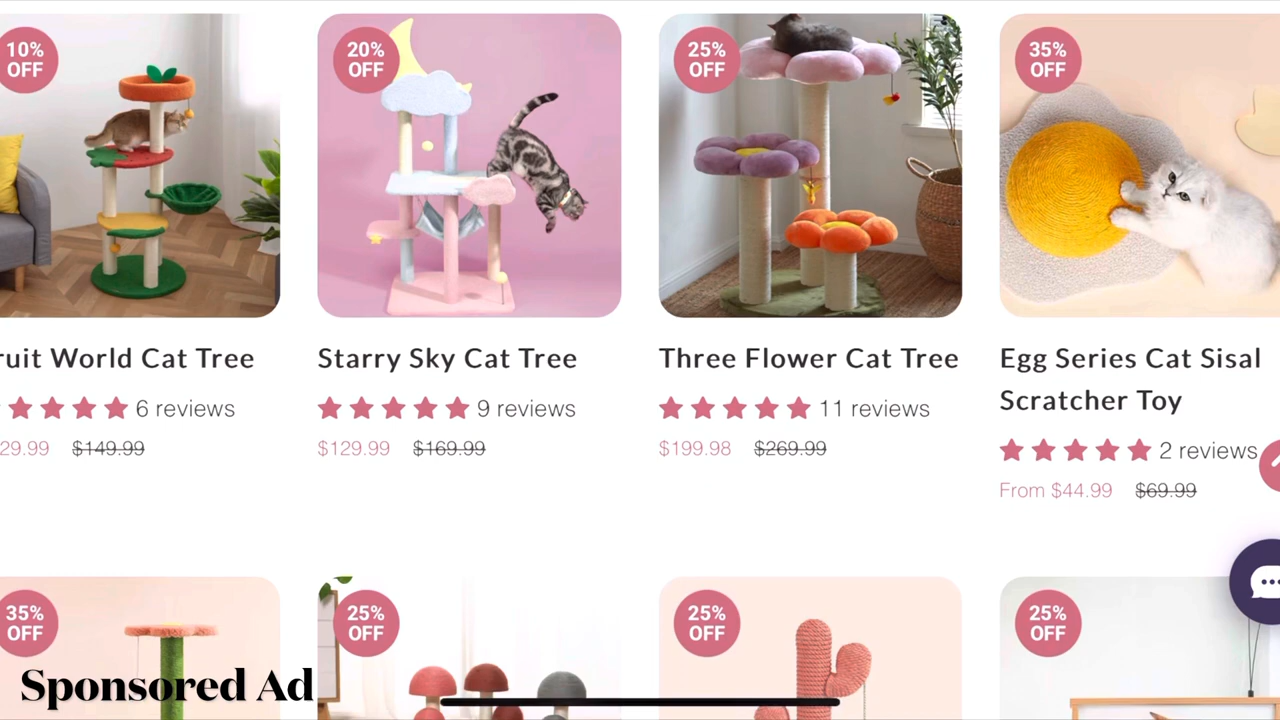 10%
OFF
20%
OFF
25%
OFF
35%
OFF
ruit World Cat Tree
Starry Sky Cat Tree
Three Flower Cat Tree
Egg Series Cat Sisal
Scratcher Toy
6 reviews
9 reviews
11 reviews
2 reviews
29.99 $149.99
$129.99 $169.99
$199.98 $269.99
From $44.99 $69.99
35%
OFF
25%
OFF
25%
OFF
25%
OFF
Sponsored Ad